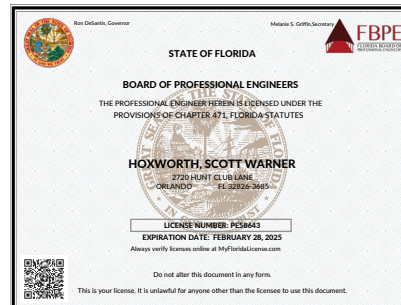 Ron DeSantis, Governor
Melanie S. Griffin, Secretary
FBPE
FLORIDA BOARD OF
PROFESSIONAL ENGINEERS
STATE OF FLORIDA
BOARD OF PROFESSIONAL ENGINEERS
THE PROFESSIONAL ENGINEER HEREIN IS LICENSED UNDER THE
PROVISIONS OF CHAPTER 471, FLORIDA STATUTES
HOXWORTH, SCOTT WARNER
2720 HUNT CLUB LANE
ORLANDO FL 32826-3685
LICENSE NUMBER: PE58643
EXPIRATION DATE: FEBRUARY 28, 2025
Always verify licenses online at MyFloridaLicense.com
Do not alter this document in any form.
This is your license. It is unlawful for anyone other than the licensee to use this document.